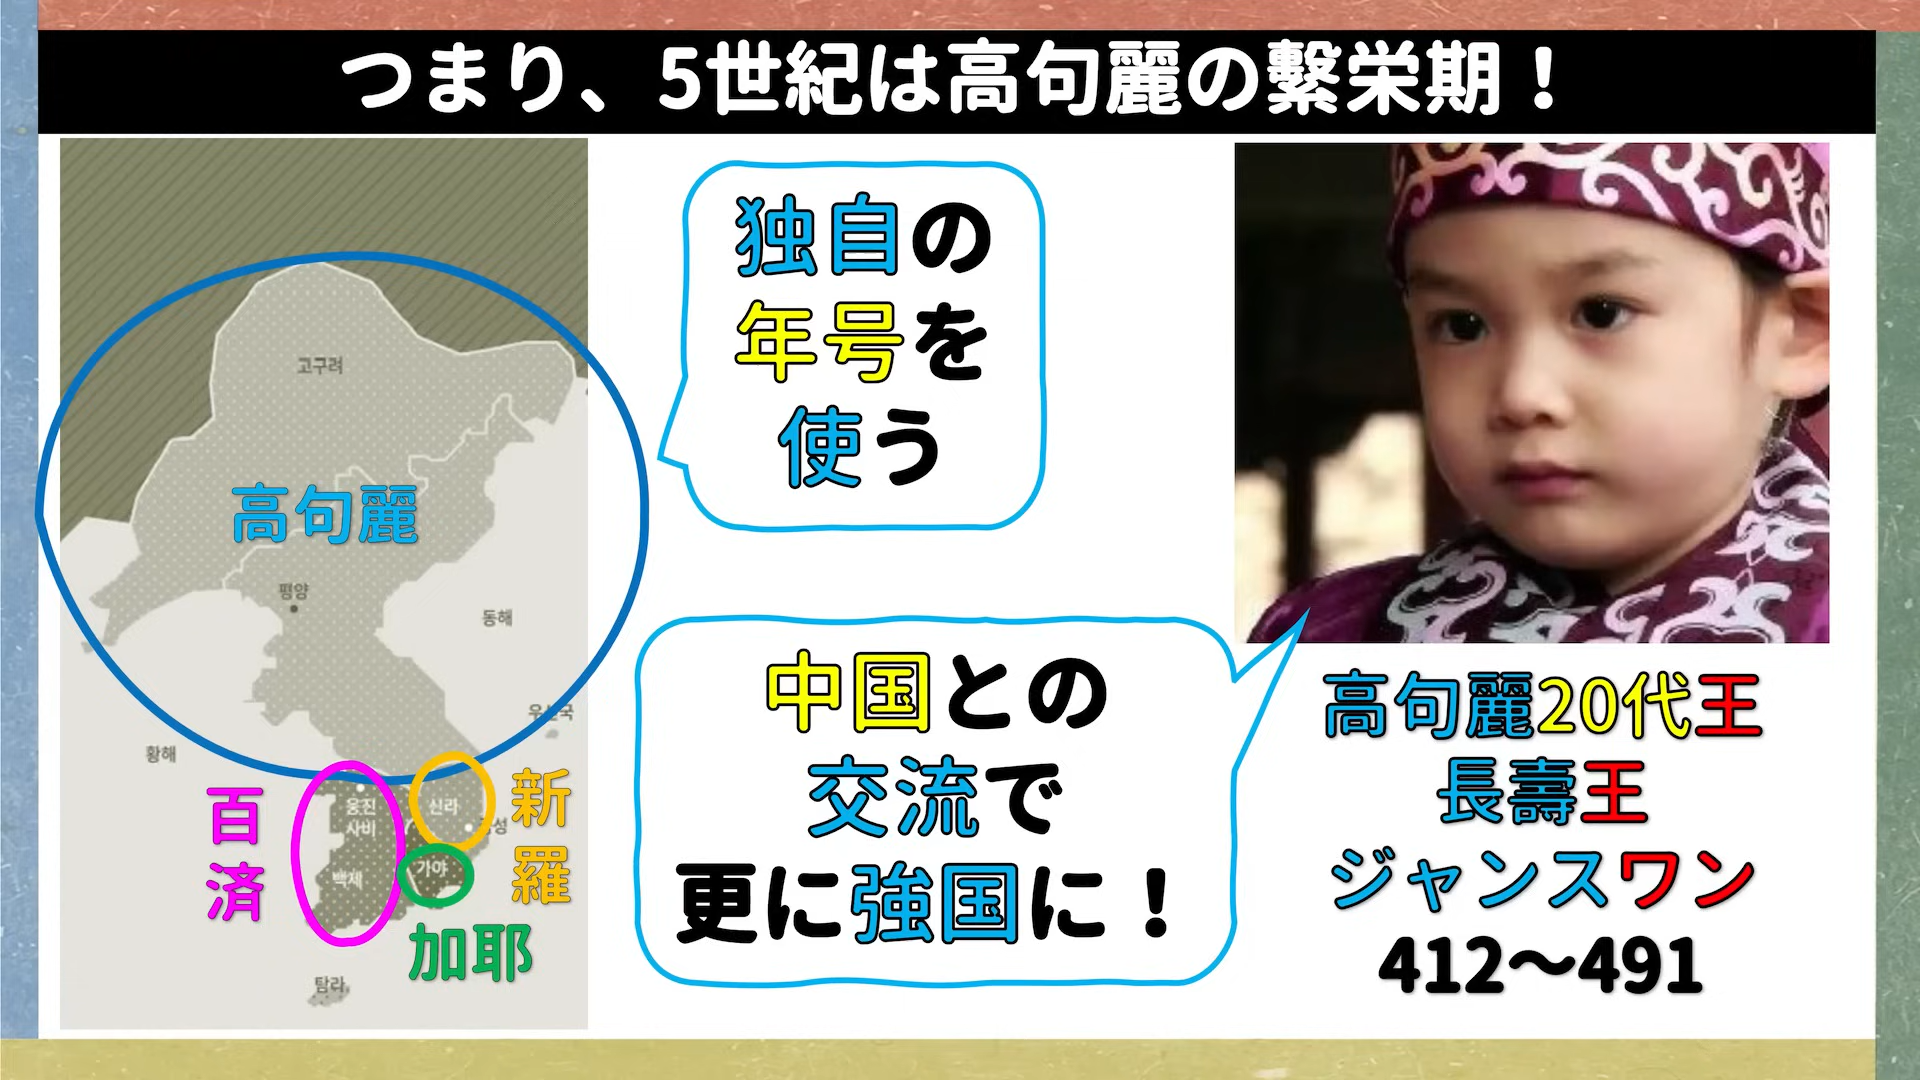 つまり、5世紀は高句麗の繫栄期！
고구려
高句麗
평양
동해
황해
百済
웅진
사비
백제
신라
新羅
가야
加耶
탐라
独自の
年号を
使う
中国との
交流で
更に強国に！
高句麗20代王
長壽王
ジャンスワン
412～491